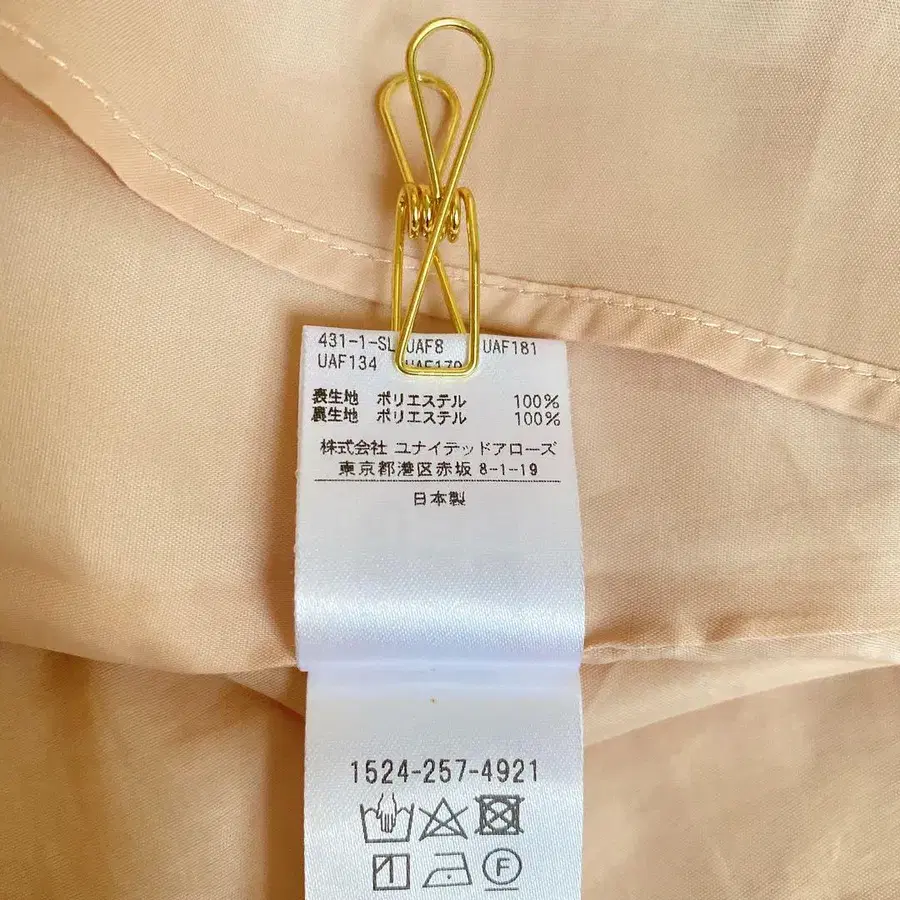 431-1-SL UAF8 UAF181
UAF134
表生地 ポリエステル 100%
裏生地 ポリエステル 100%
株式会社 ユナイテッドアローズ
東京都港区赤坂 8-1-19
日本製
1524-257-4921
F